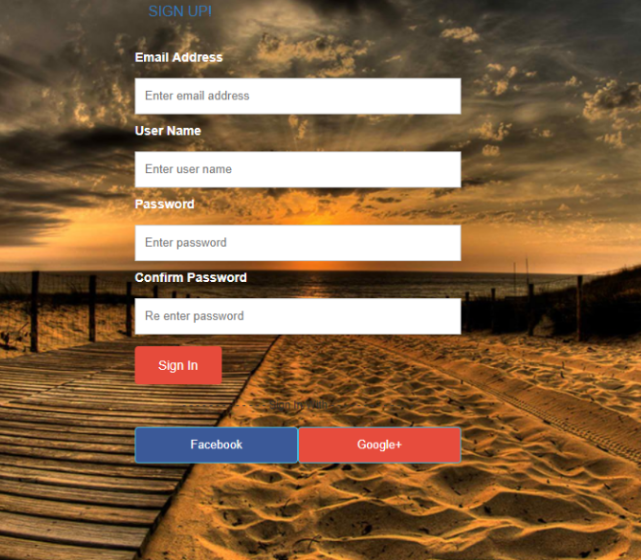 SIGN UP!
Email Address
Enter email address
User Name
Enter user name
Password
Enter password
Confirm Password
Re enter password
Sign In
Facebook Google+